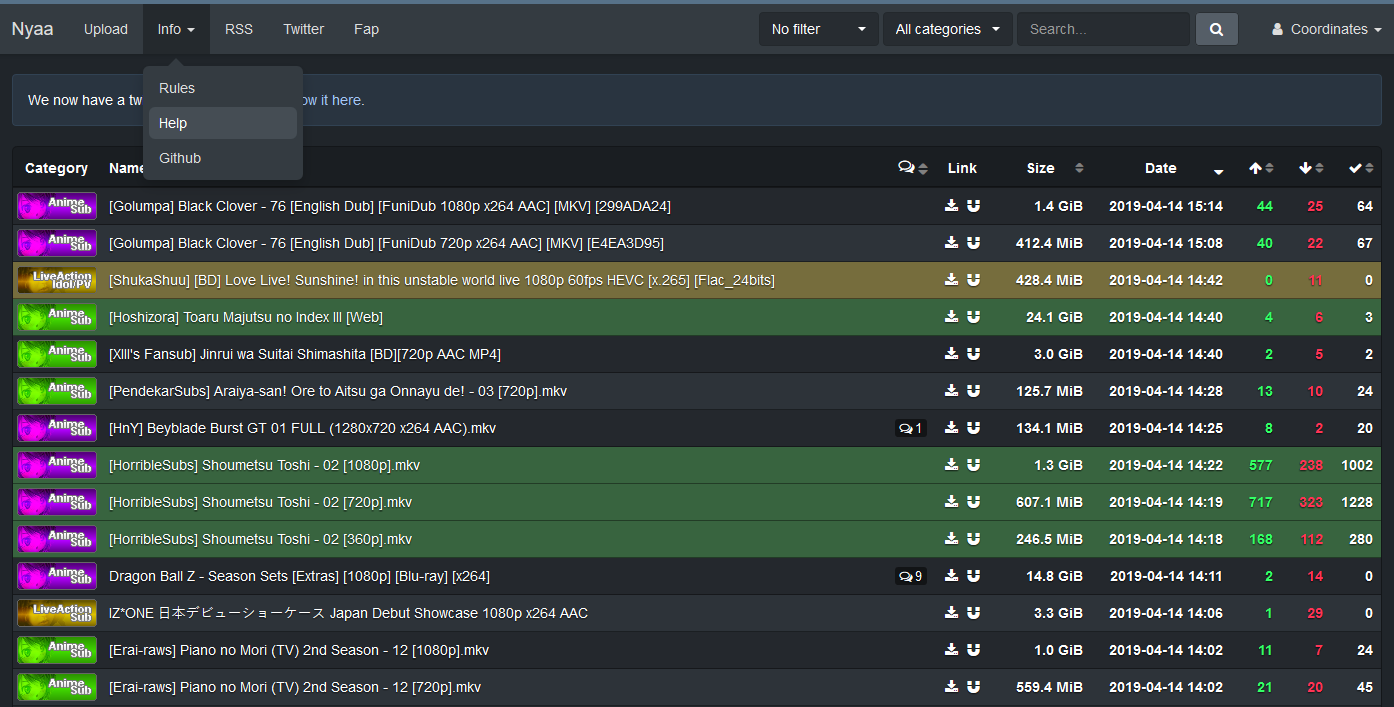 Nyaa Upload Info RSS Twitter Fap No filter All categories Search... Coordinates
We now have a tw ow it here.
Rules
Help
Github
Category Name Link Size Date
Anime Sub [Golumpa] Black Clover - 76 [English Dub] [FuniDub 1080p x264 AAC] [MKV] [299ADA24] 1.4 GiB 2019-04-14 15:14 44 25 64
Anime Sub [Golumpa] Black Clover - 76 [English Dub] [FuniDub 720p x264 AAC] [MKV] [E4EA3D95] 412.4 MiB 2019-04-14 15:08 40 22 67
LiveAction Idol/PV [ShukaShuu] [BD] Love Live! Sunshine! in this unstable world live 1080p 60fps HEVC [x.265] [Flac_24bits] 428.4 MiB 2019-04-14 14:42 0 11 0
Anime Sub [Hoshizora] Toaru Majutsu no Index III [Web] 24.1 GiB 2019-04-14 14:40 4 6 3
Anime Sub [XIII's Fansub] Jinrui wa Suitai Shimashita [BD][720p AAC MP4] 3.0 GiB 2019-04-14 14:40 2 5 2
Anime Sub [PendekarSubs] Araiya-san! Ore to Aitsu ga Onnayu de! - 03 [720p].mkv 125.7 MiB 2019-04-14 14:28 13 10 24
Anime Sub [HnY] Beyblade Burst GT 01 FULL (1280x720 x264 AAC).mkv 1 134.1 MiB 2019-04-14 14:25 8 2 20
Anime Sub [HorribleSubs] Shoumetsu Toshi - 02 [1080p].mkv 1.3 GiB 2019-04-14 14:22 577 238 1002
Anime Sub [HorribleSubs] Shoumetsu Toshi - 02 [720p].mkv 607.1 MiB 2019-04-14 14:19 717 323 1228
Anime Sub [HorribleSubs] Shoumetsu Toshi - 02 [360p].mkv 246.5 MiB 2019-04-14 14:18 168 112 280
Anime Sub Dragon Ball Z - Season Sets [Extras] [1080p] [Blu-ray] [x264] 9 14.8 GiB 2019-04-14 14:11 2 14 0
LiveAction Sub IZ*ONE 日本デビューショーケース Japan Debut Showcase 1080p x264 AAC 3.3 GiB 2019-04-14 14:06 1 29 0
Anime Sub [Erai-raws] Piano no Mori (TV) 2nd Season - 12 [1080p].mkv 1.0 GiB 2019-04-14 14:02 11 7 24
Anime Sub [Erai-raws] Piano no Mori (TV) 2nd Season - 12 [720p].mkv 559.4 MiB 2019-04-14 14:02 21 20 45